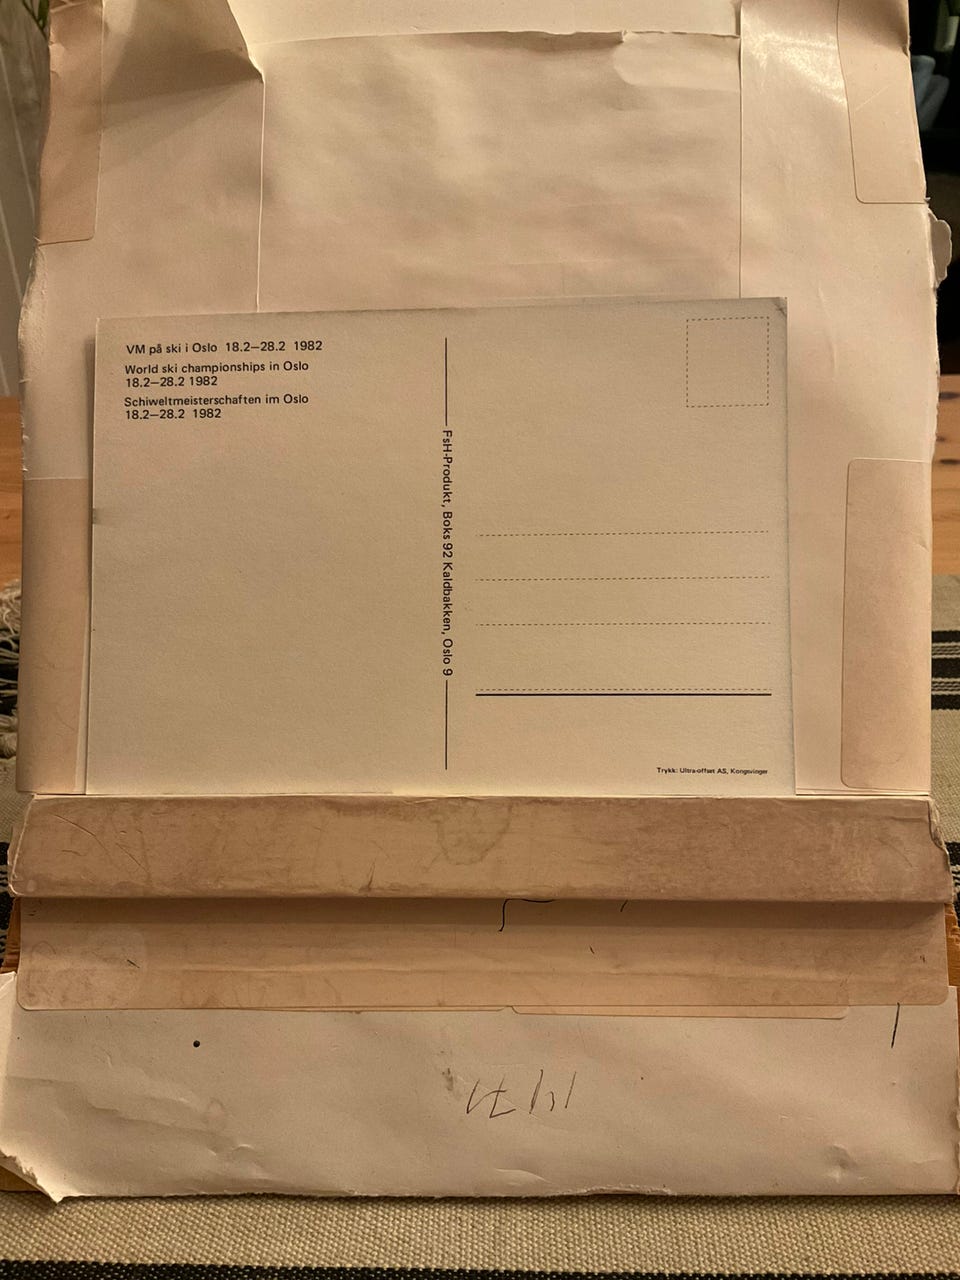 VM på ski i Oslo 18.2–28.2 1982
World ski championships in Oslo
18.2–28.2 1982
Schiweltmeisterschaften im Oslo
18.2–28.2 1982
FsH-Produkt, Boks 92 Kaldbakken, Oslo 9
Trykk: Ultra-offset AS, Kongsvinger